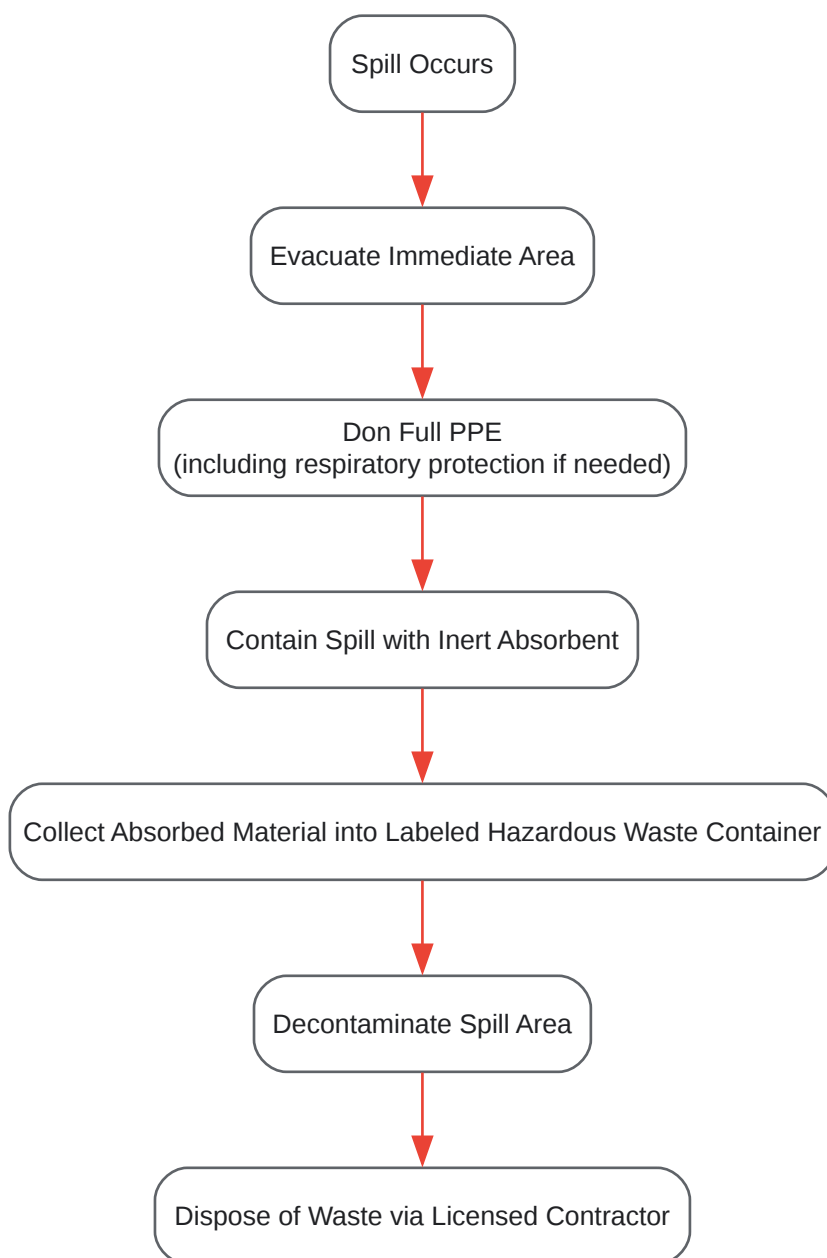 Spill Occurs
Evacuate Immediate Area
Don Full PPE
(including respiratory protection if needed)
Contain Spill with Inert Absorbent
Collect Absorbed Material into Labeled Hazardous Waste Container
Decontaminate Spill Area
Dispose of Waste via Licensed Contractor